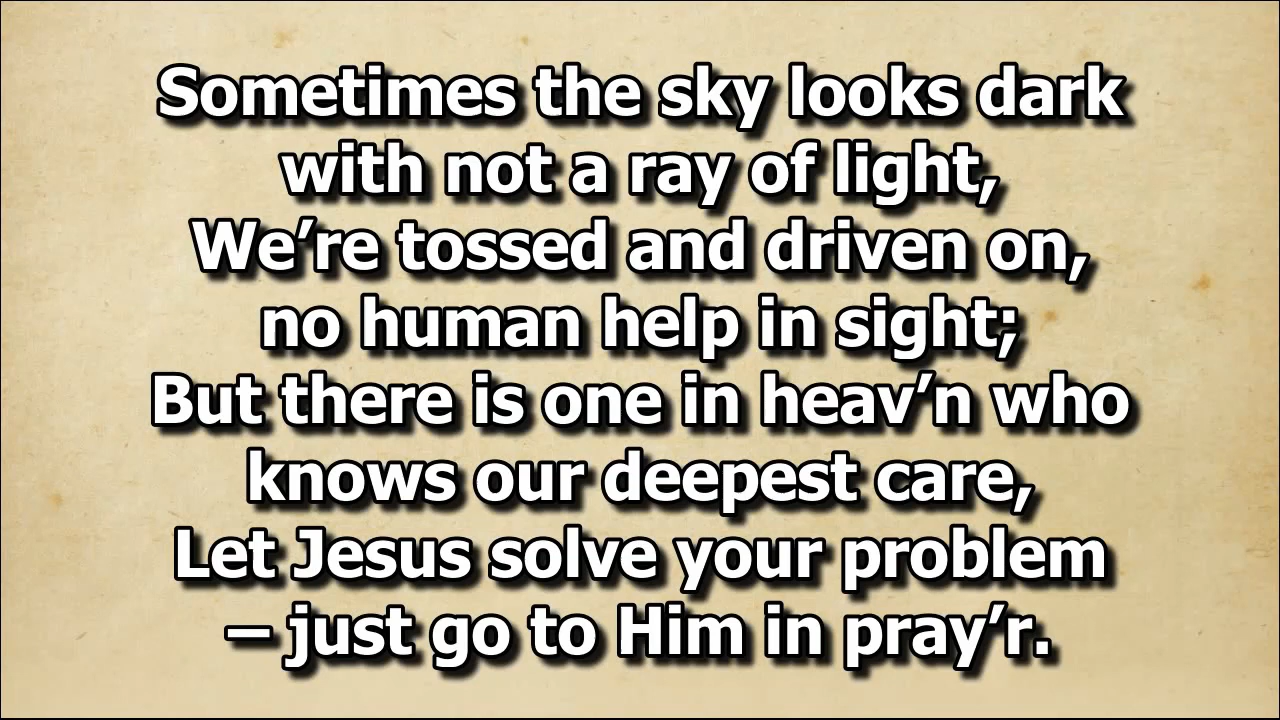 Sometimes the sky looks dark
with not a ray of light,
We’re tossed and driven on,
no human help in sight;
But there is one in heav’n who
knows our deepest care,
Let Jesus solve your problem
– just go to Him in pray’r.